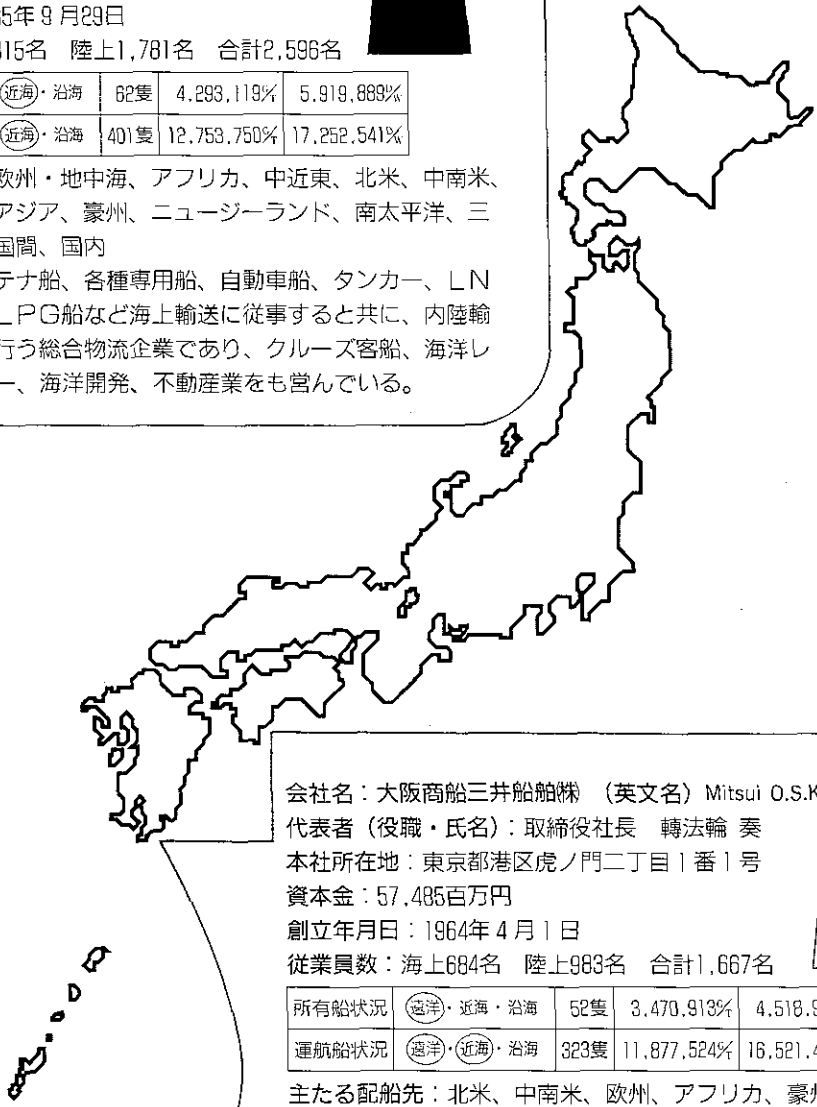 5年9月29日
815名 陸上1,781名 合計2,596名
近海・沿海 62隻 4,293,119G/T 5,919,889D/W
近海・沿海 401隻 12,753,750G/T 17,252,541D/W
欧州・地中海、アフリカ、中近東、北米、中南米、
アジア、豪州、ニュージーランド、南太平洋、三
国間、国内
テナ船、各種専用船、自動車船、タンカー、LN
LPG船など海上輸送に従事すると共に、内陸輸
行う総合物流企業であり、クルーズ客船、海洋レ
ー、海洋開発、不動産業をも営んでいる。
会社名:大阪商船三井船舶㈱ (英文名) Mitsui O.S.K
代表者(役職・氏名):取締役社長 轉法輪 奏
本社所在地:東京都港区虎ノ門二丁目1番1号
資本金:57,485百万円
創立年月日:1964年4月1日
従業員数:海上684名 陸上983名 合計1,667名
所有船状況 遠洋・近海・沿海 52隻 3,470,913G/T 4,518,9
運航船状況 遠洋・近海・沿海 323隻 11,877,524G/T 16,521,4
主たる配船先:北米、中南米、欧州、アフリカ、豪州